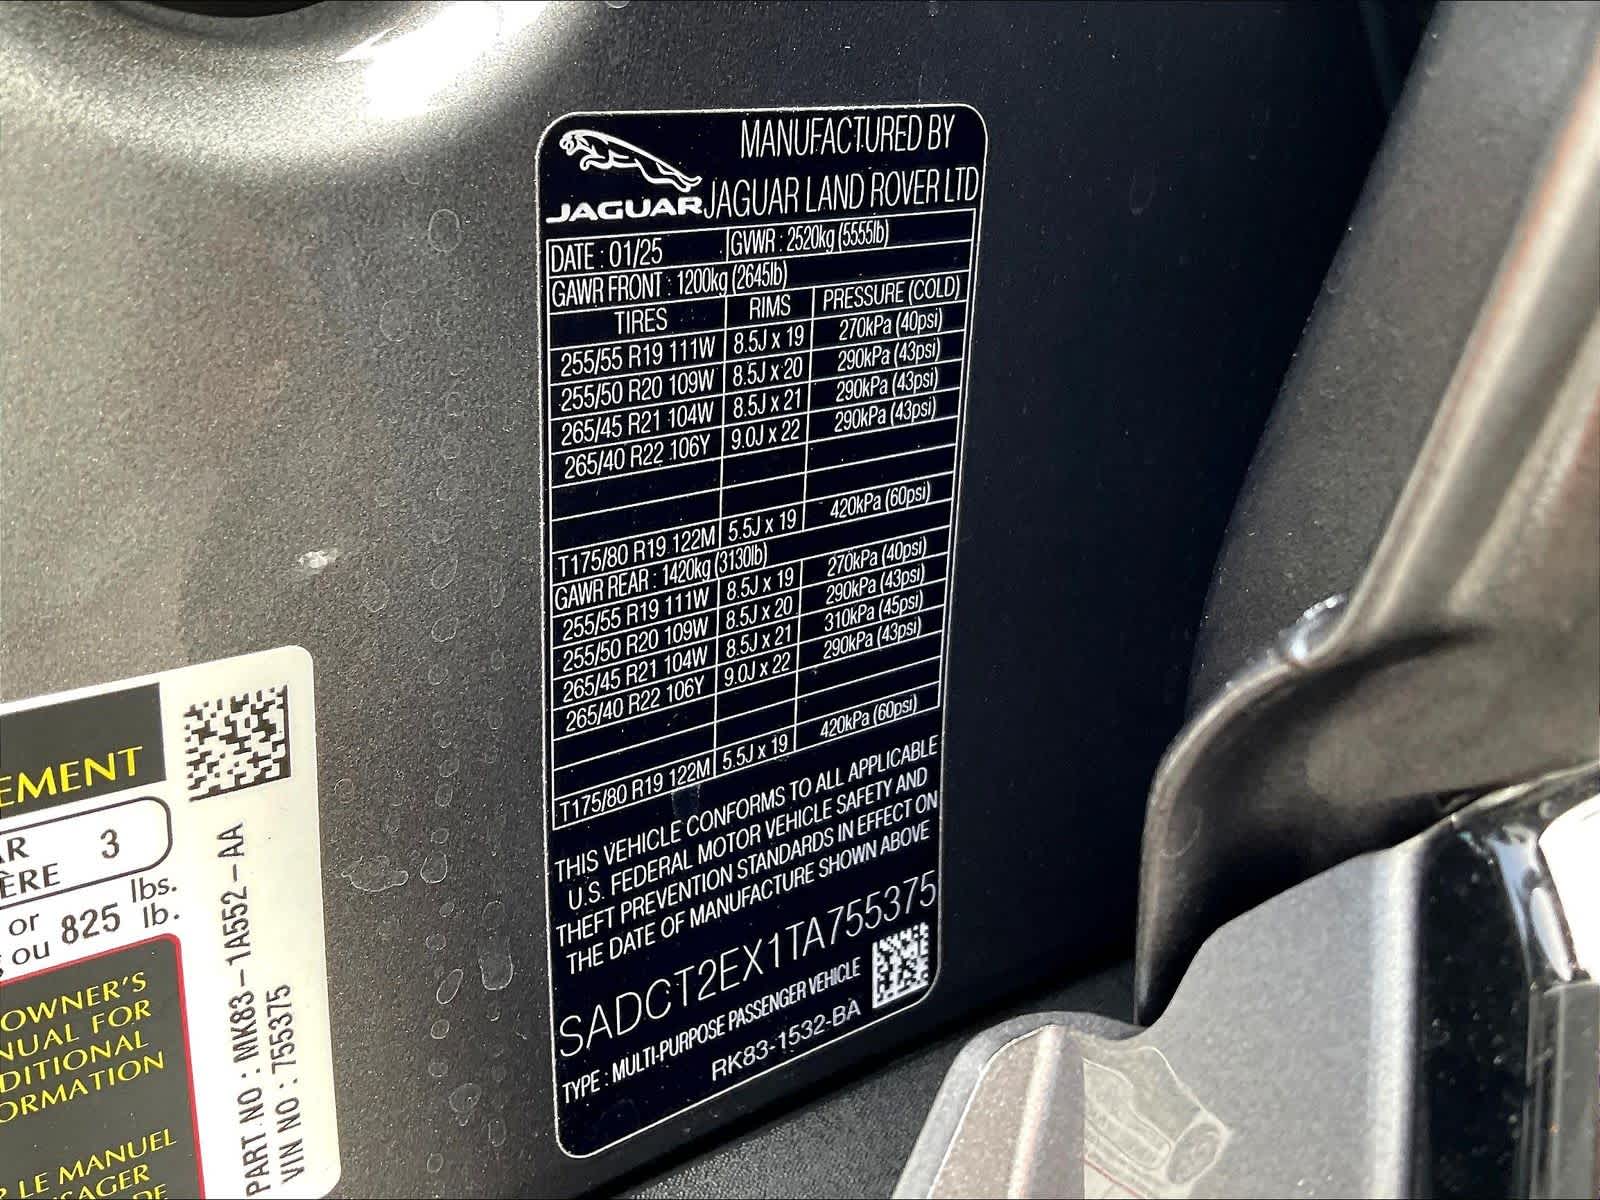 JAGUAR
MANUFACTURED BY
JAGUAR LAND ROVER LTD
DATE : 01/25 GVWR : 2520kg (5555lb)
GAWR FRONT : 1200kg (2645lb)
TIRES RIMS PRESSURE (COLD)
255/55 R19 111W 8.5J x 19 270kPa (40psi)
255/50 R20 109W 8.5J x 20 290kPa (43psi)
265/45 R21 104W 8.5J x 21 290kPa (43psi)
265/40 R22 106Y 9.0J x 22 290kPa (43psi)
T175/80 R19 122M 5.5J x 19 420kPa (60psi)
GAWR REAR : 1420kg (3130lb)
255/55 R19 111W 8.5J x 19 270kPa (40psi)
255/50 R20 109W 8.5J x 20 290kPa (43psi)
265/45 R21 104W 8.5J x 21 310kPa (45psi)
265/40 R22 106Y 9.0J x 22 290kPa (43psi)
T175/80 R19 122M 5.5J x 19 420kPa (60psi)
THIS VEHICLE CONFORMS TO ALL APPLICABLE
U.S. FEDERAL MOTOR VEHICLE SAFETY AND
THEFT PREVENTION STANDARDS IN EFFECT ON
THE DATE OF MANUFACTURE SHOWN ABOVE
SADCT2EX1TA755375
TYPE : MULTI-PURPOSE PASSENGER VEHICLE
RK83-1532-BA
EMENT
AR 3
ÈRE
or 825 lbs.
ou lb.
OWNER'S
NUAL FOR
DITIONAL
ORMATION
LE MANUEL
SAGER
DE
PART.NO : MK83-1A552-AA
VIN NO : 755375